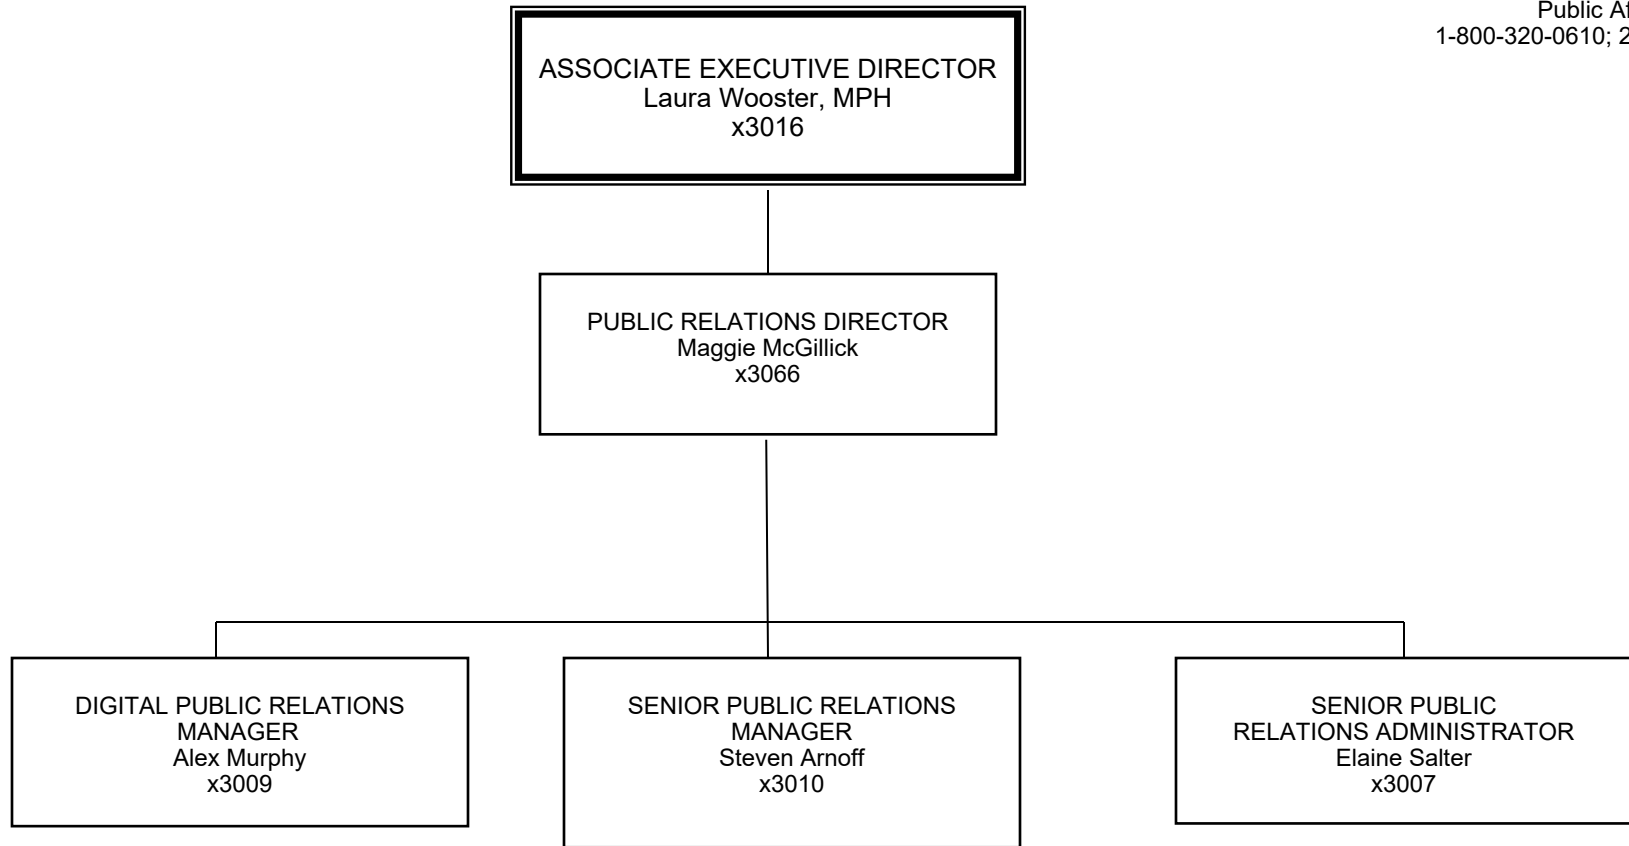 Public
1-800-320-0610;
ASSOCIATE EXECUTIVE DIRECTOR
Laura Wooster, MPH
x3016
PUBLIC RELATIONS DIRECTOR
Maggie McGillick
x3066
DIGITAL PUBLIC RELATIONS
MANAGER
Alex Murphy
x3009
SENIOR PUBLIC RELATIONS
MANAGER
Steven Arnoff
x3010
SENIOR PUBLIC
RELATIONS ADMINISTRATOR
Elaine Salter
x3007